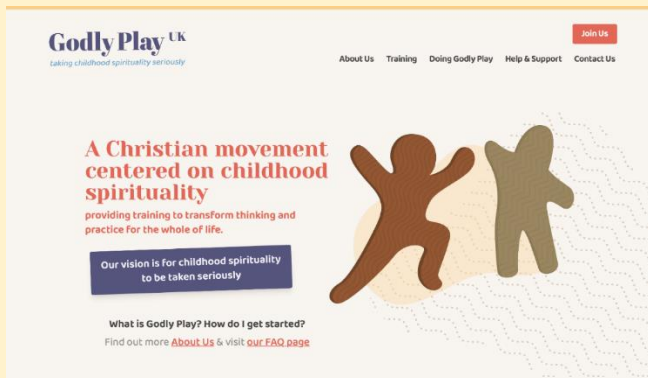 Godly Play UK
taking childhood spirituality seriously
Join Us
About Us Training Doing Godly Play Help & Support Contact Us
A Christian movement
centered on childhood
spirituality
providing training to transform thinking and
practice for the whole of life.
Our vision is for childhood spirituality
to be taken seriously
What is Godly Play? How do I get started?
Find out more About Us & visit our FAQ page